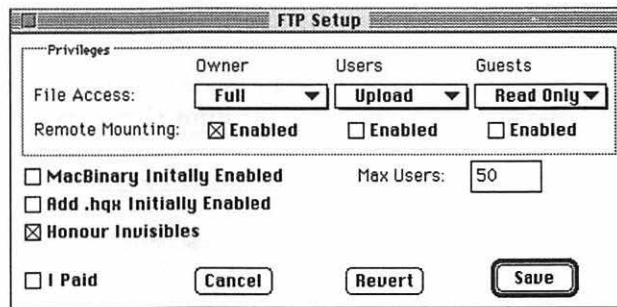 FTP Setup
Privileges
Owner Users Guests
File Access: Full Upload Read Only
Remote Mounting: Enabled Enabled Enabled
MacBinary Initally Enabled Max Users: 50
Add .hqx Initially Enabled
Honour Invisibles
I Paid Cancel Revert Save